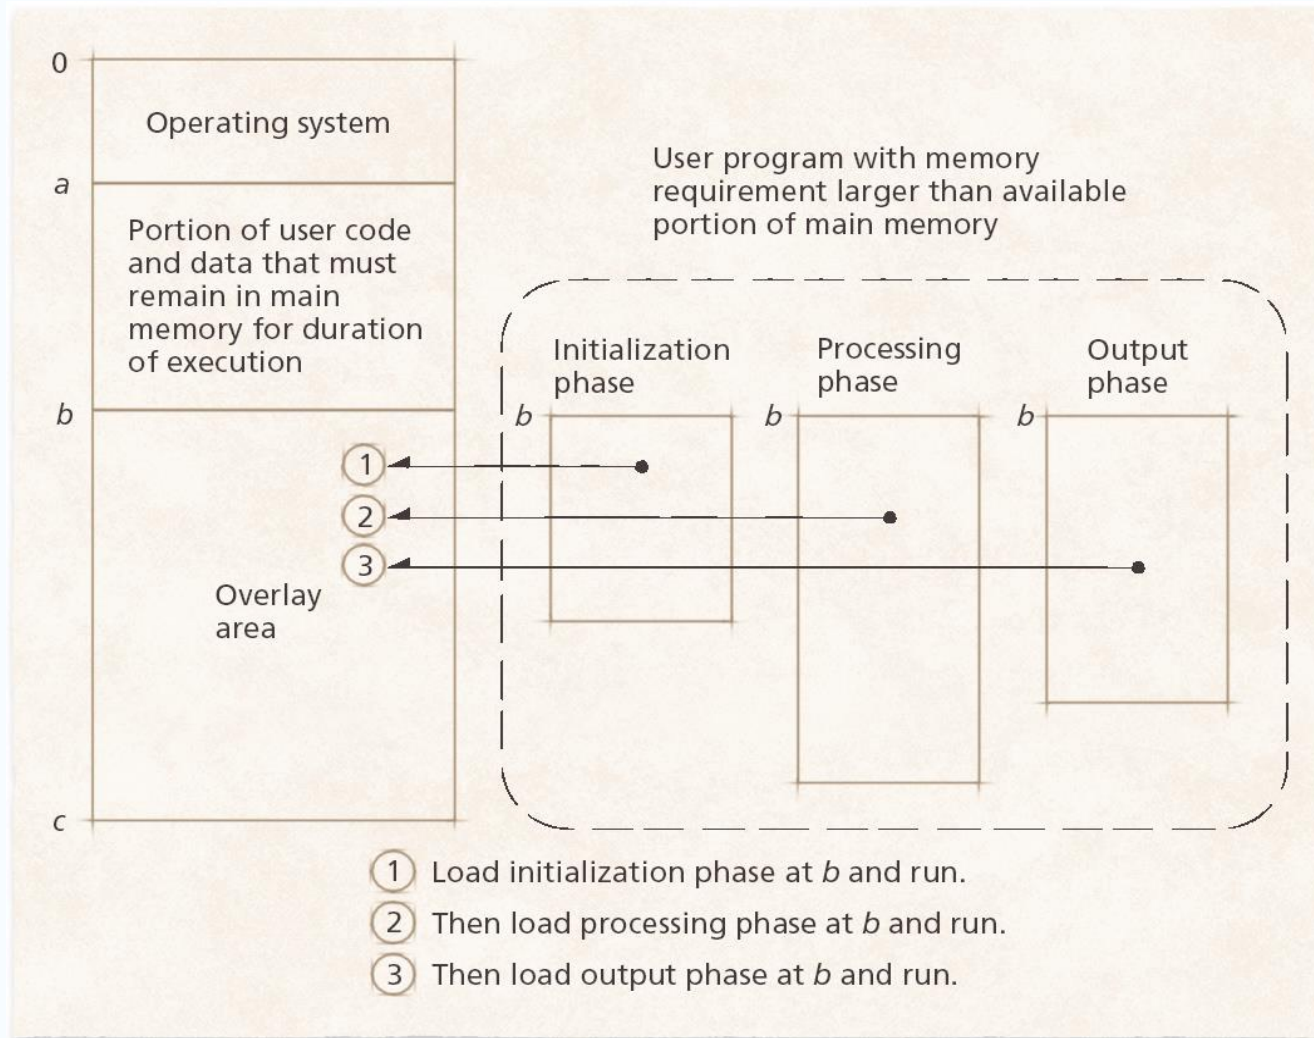 0
Operating system
a
Portion of user code
and data that must
remain in main
memory for duration
of execution
b
1
2
3
Overlay
area
c
User program with memory
requirement larger than available
portion of main memory
Initialization
phase
b
Processing
phase
b
Output
phase
b
1 Load initialization phase at b and run.
2 Then load processing phase at b and run.
3 Then load output phase at b and run.